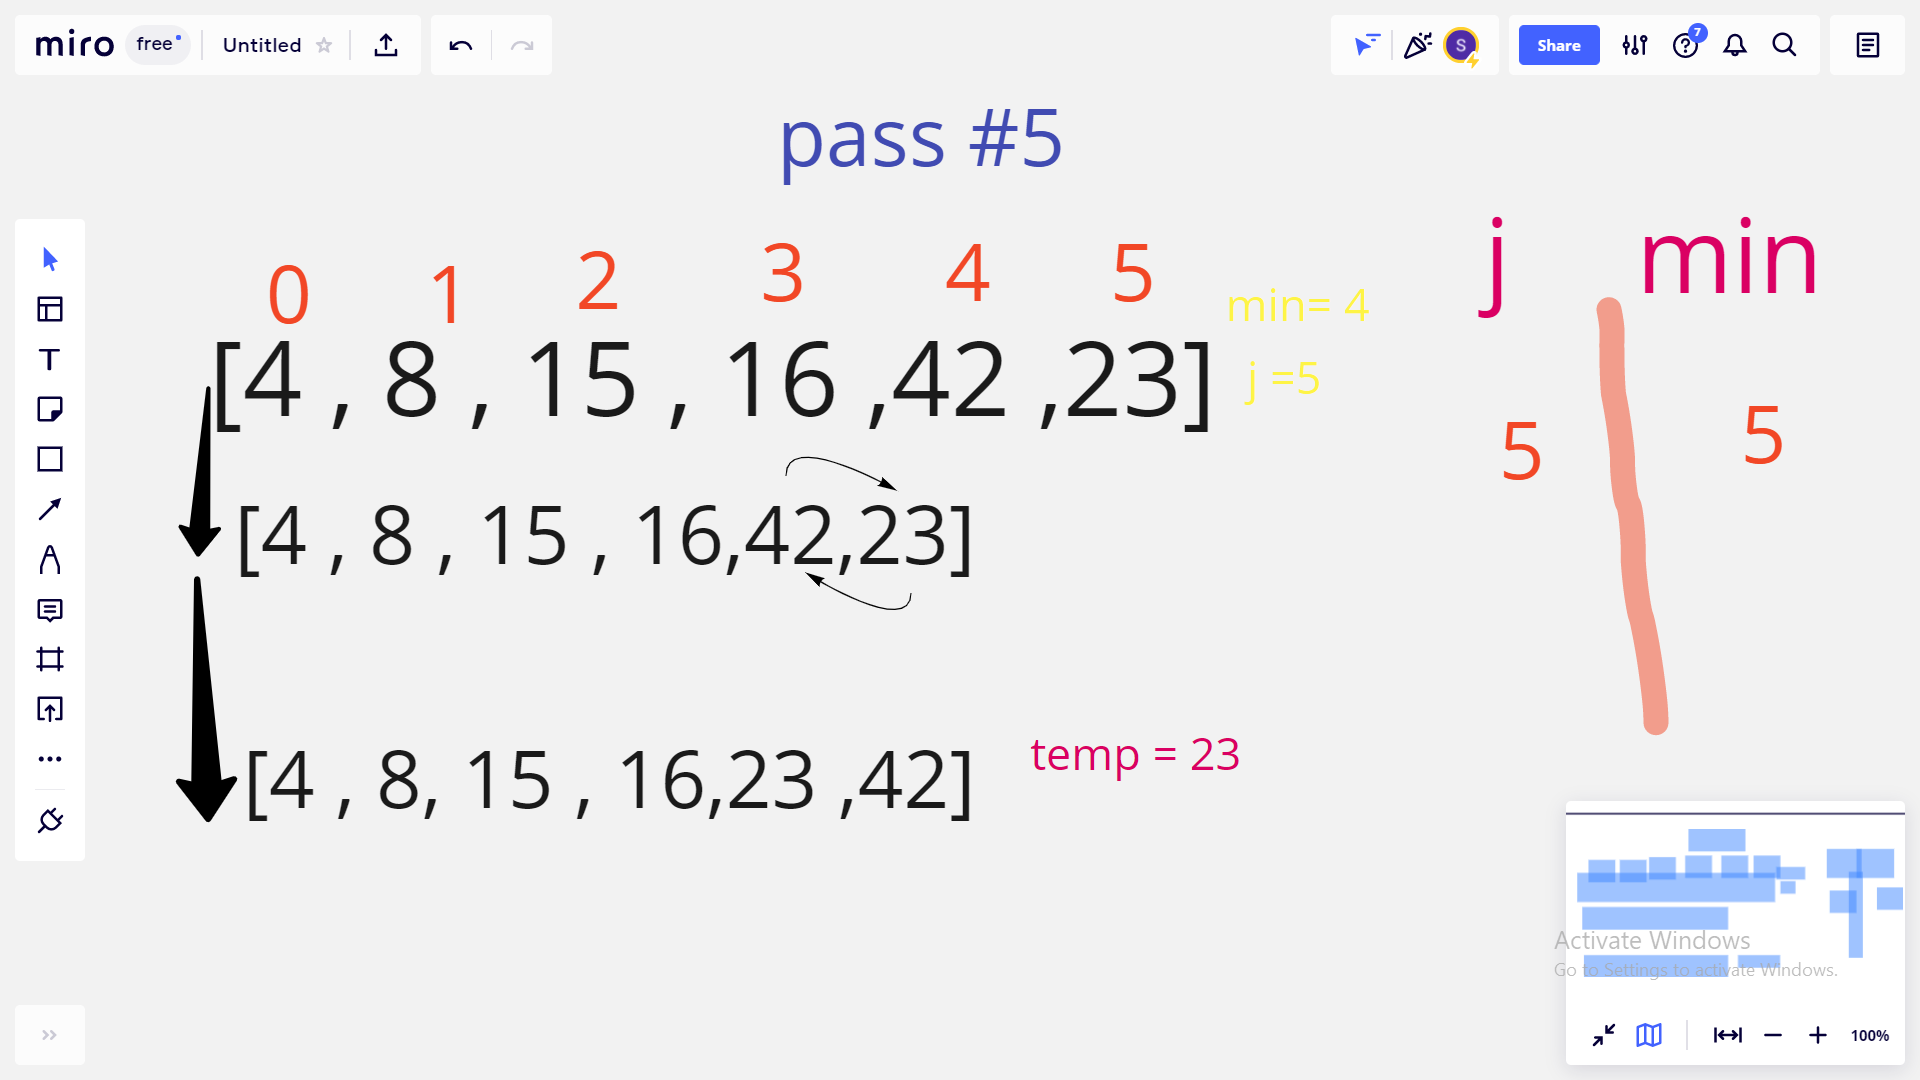 miro free Untitled
S Share 7
pass #5
j min
0 1 2 3 4 5
min= 4
[4 , 8 , 15 , 16 ,42 ,23]
j =5
5 5
[4 , 8 , 15 , 16,42,23]
[4 , 8, 15 , 16,23 ,42]
temp = 23
T
Activate Windows
Go to Settings to activate Windows.
100%